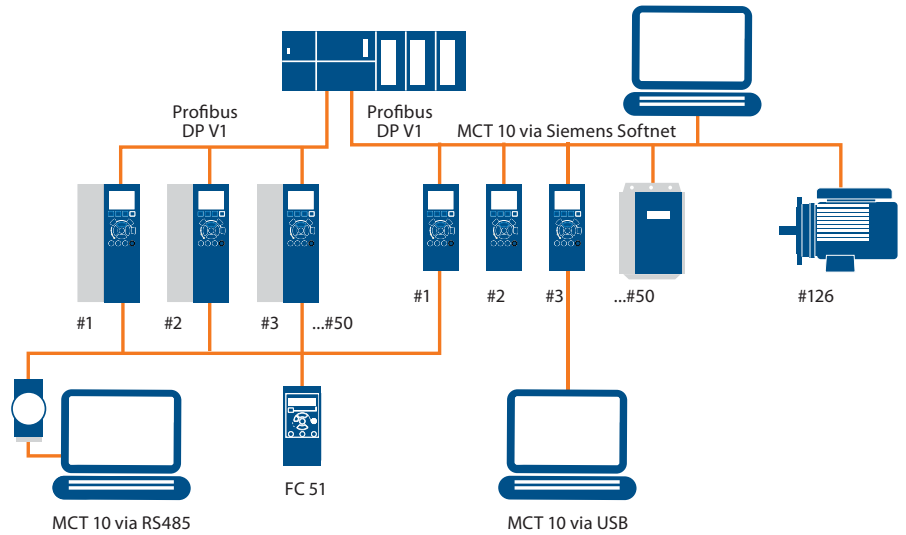 Profibus
DP V1
Profibus
DP V1
MCT 10 via Siemens Softnet
#1
#2
#3
...#50
#1
#2
#3
...#50
#126
FC 51
MCT 10 via RS485
MCT 10 via USB